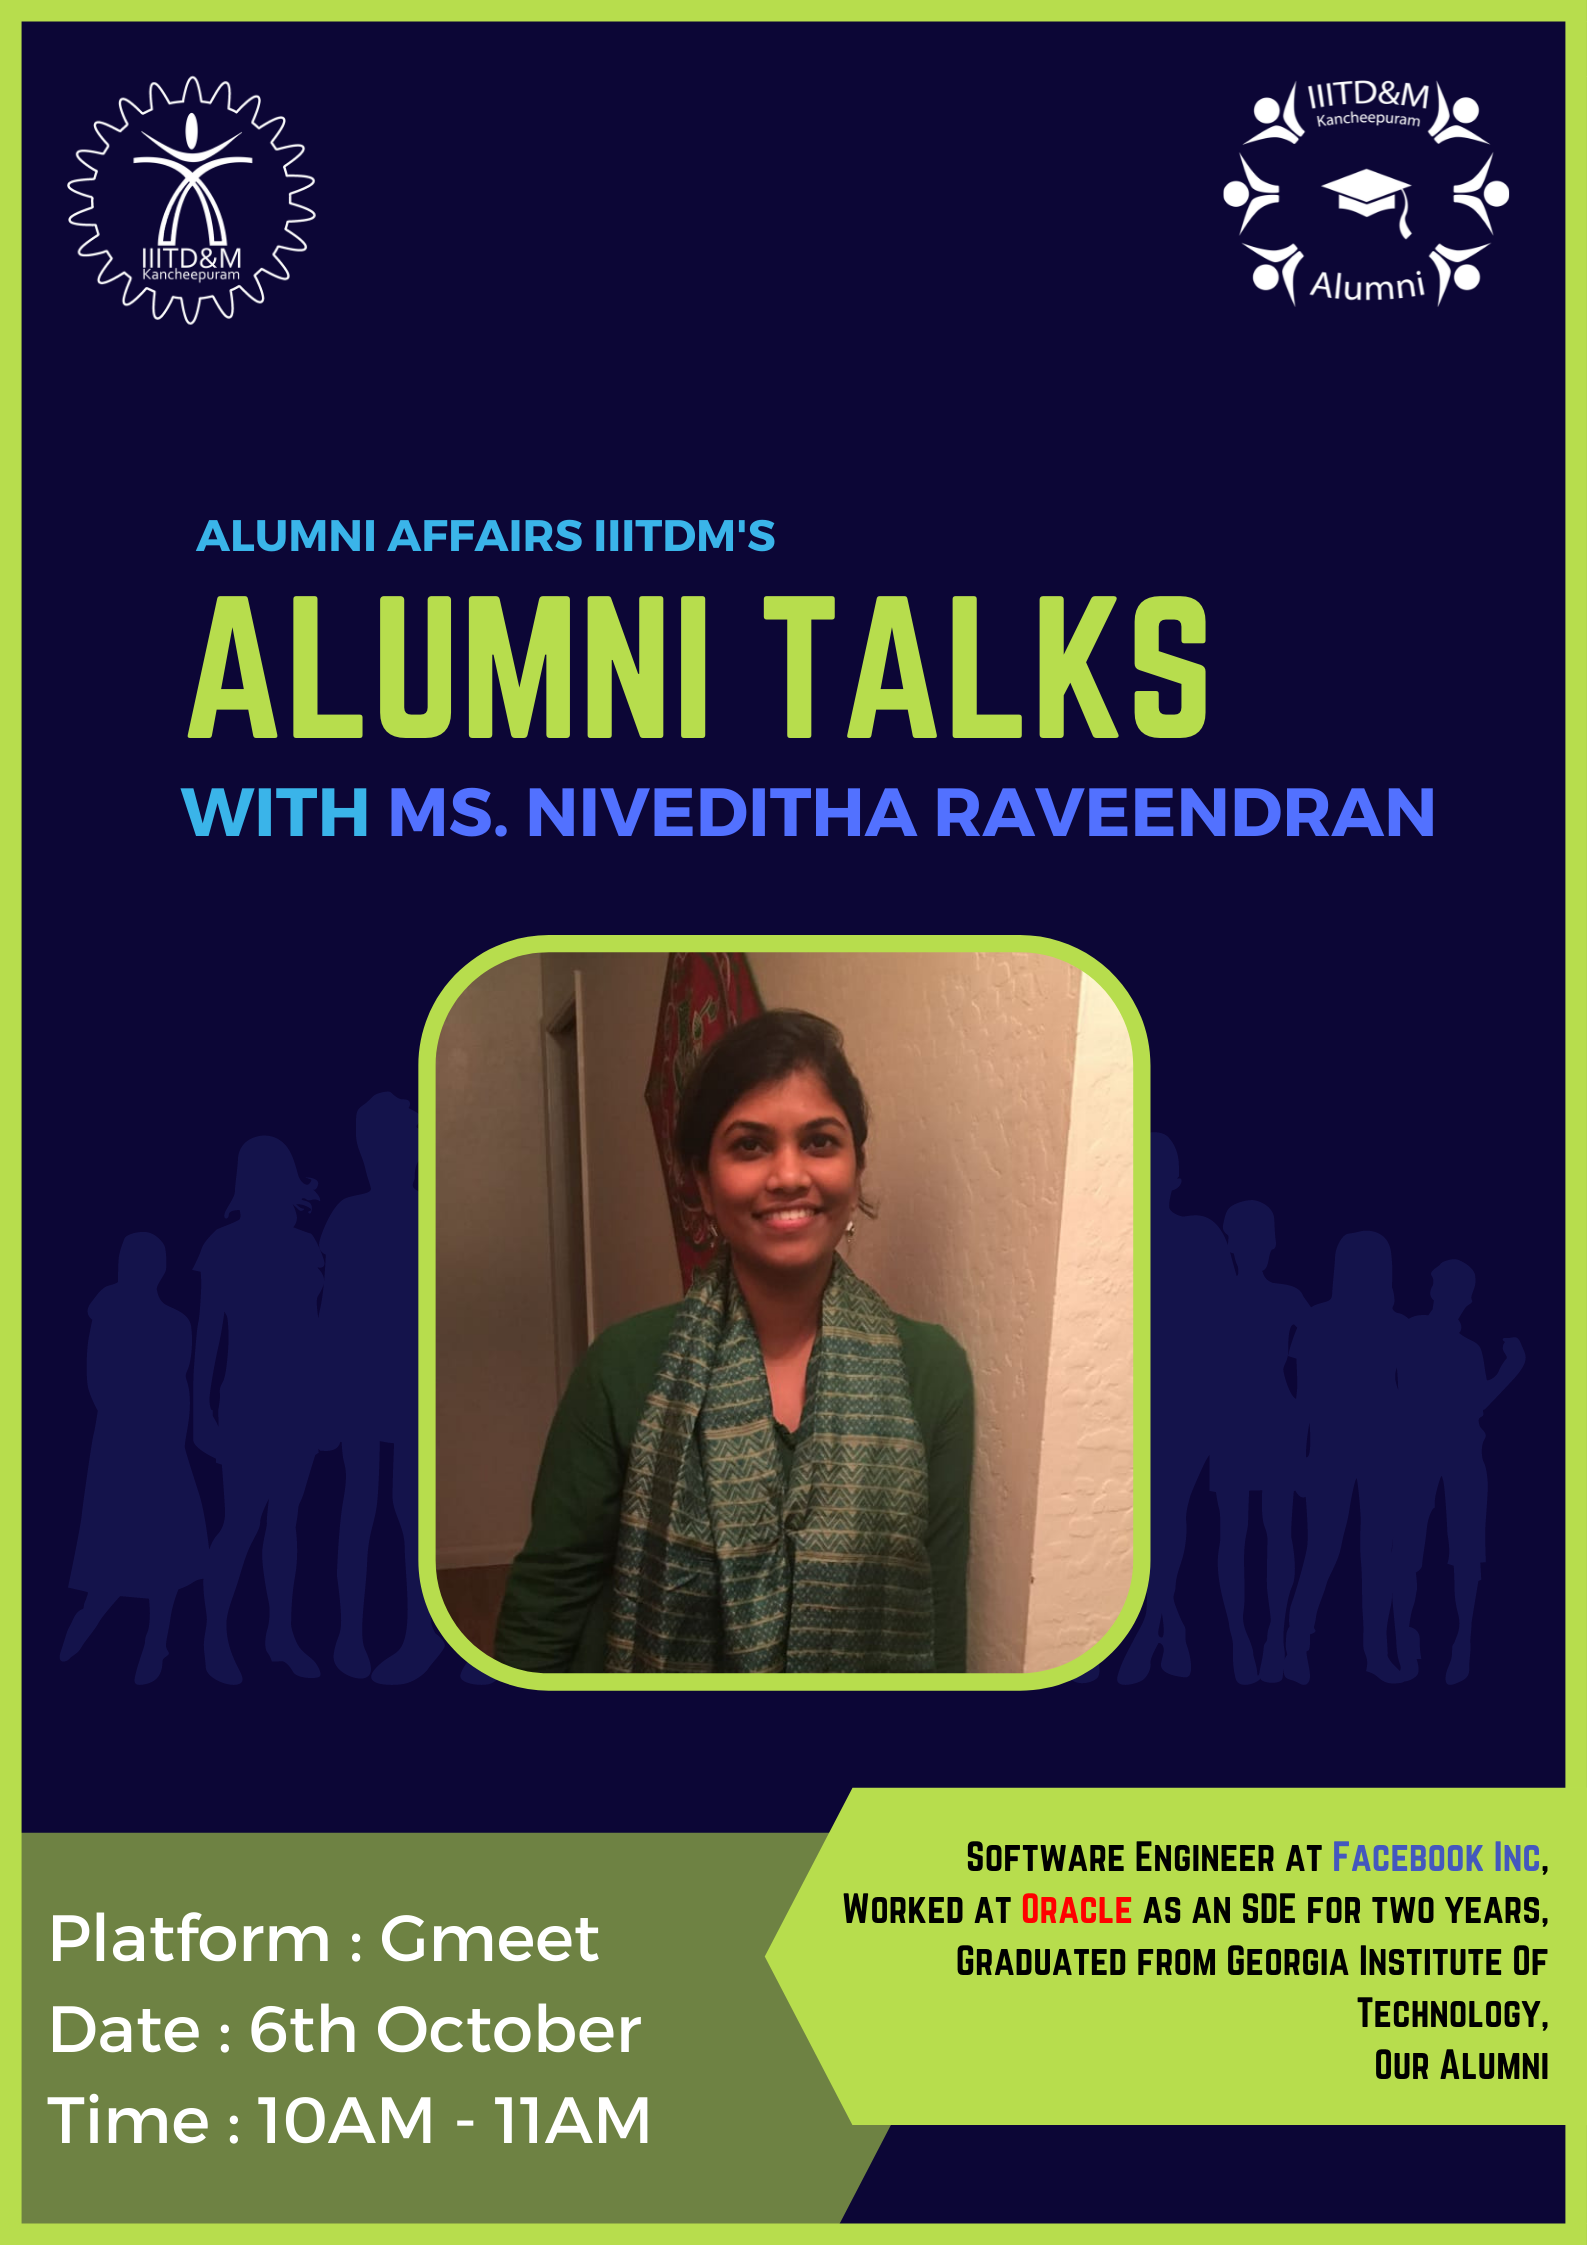 IIITD&M
Kancheepuram
IIITD&M
Kancheepuram
Alumni
ALUMNI AFFAIRS IIITDM'S
ALUMNI TALKS
WITH MS. NIVEDITHA RAVEENDRAN
Software Engineer at Facebook Inc,
Worked at Oracle as an SDE for two years,
Graduated from Georgia Institute Of
Technology,
Our Alumni
Platform : Gmeet
Date : 6th October
Time : 10AM - 11AM